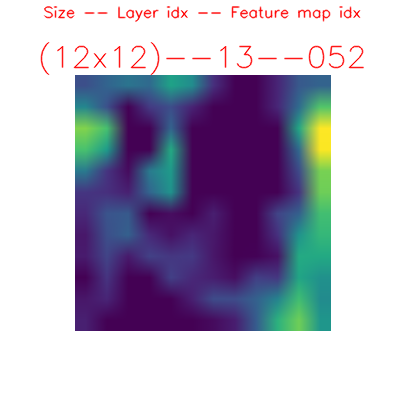 Size -- Layer idx -- Feature map idx
(12x12)--13--052